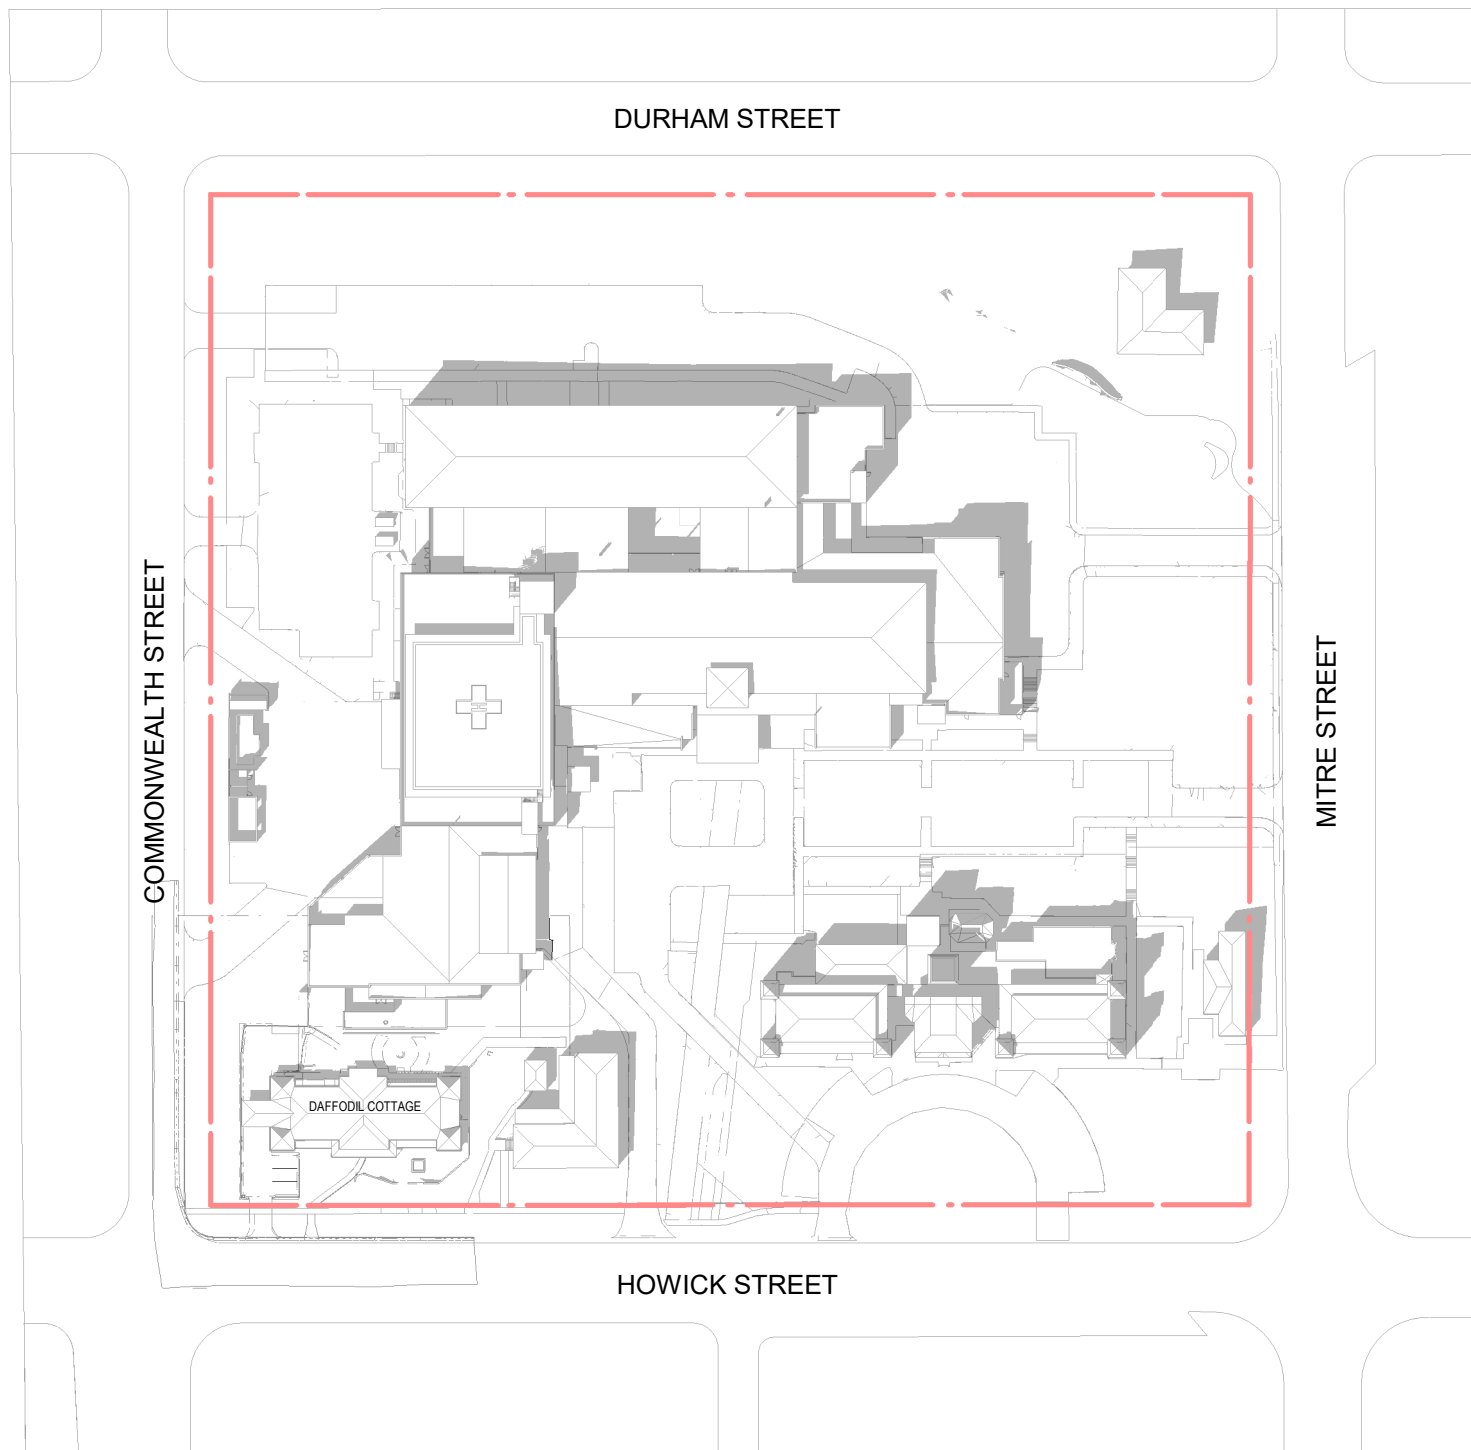 DURHAM STREET
COMMONWEALTH STREET
MITRE STREET
H
DAFFODIL COTTAGE
HOWICK STREET